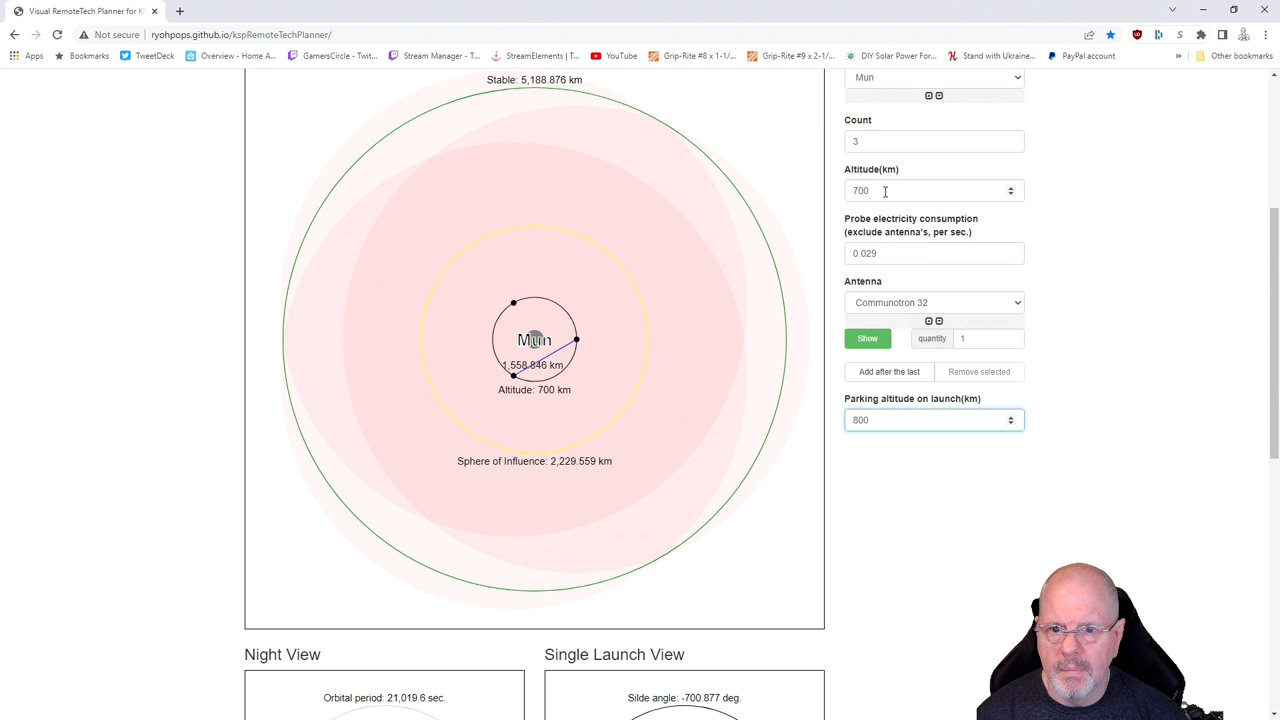 Visual RemoteTech Planner for K
Not secure
ryohpops.github.io/kspRemoteTechPlanner/
Apps
Bookmarks
TweetDeck
Overview - Home A...
GamersCircle - Twit...
Stream Manager - T...
StreamElements | T...
YouTube
Grip-Rite #8 x 1-1/...
Grip-Rite #9 x 2-1/...
DIY Solar Power For...
Stand with Ukraine...
PayPal account
»
Other bookmarks
Stable: 5,188.876 km
Mun
1,558.846 km
Altitude: 700 km
Sphere of Influence: 2,229.559 km
Mun
Count
3
Altitude(km)
700
Probe electricity consumption
(exclude antenna's, per sec.)
0.029
Antenna
Communotron 32
Show
quantity
1
Add after the last
Remove selected
Parking altitude on launch(km)
800
Night View
Single Launch View
Orbital period: 21,019.6 sec.
Silde angle: -700.877 deg.